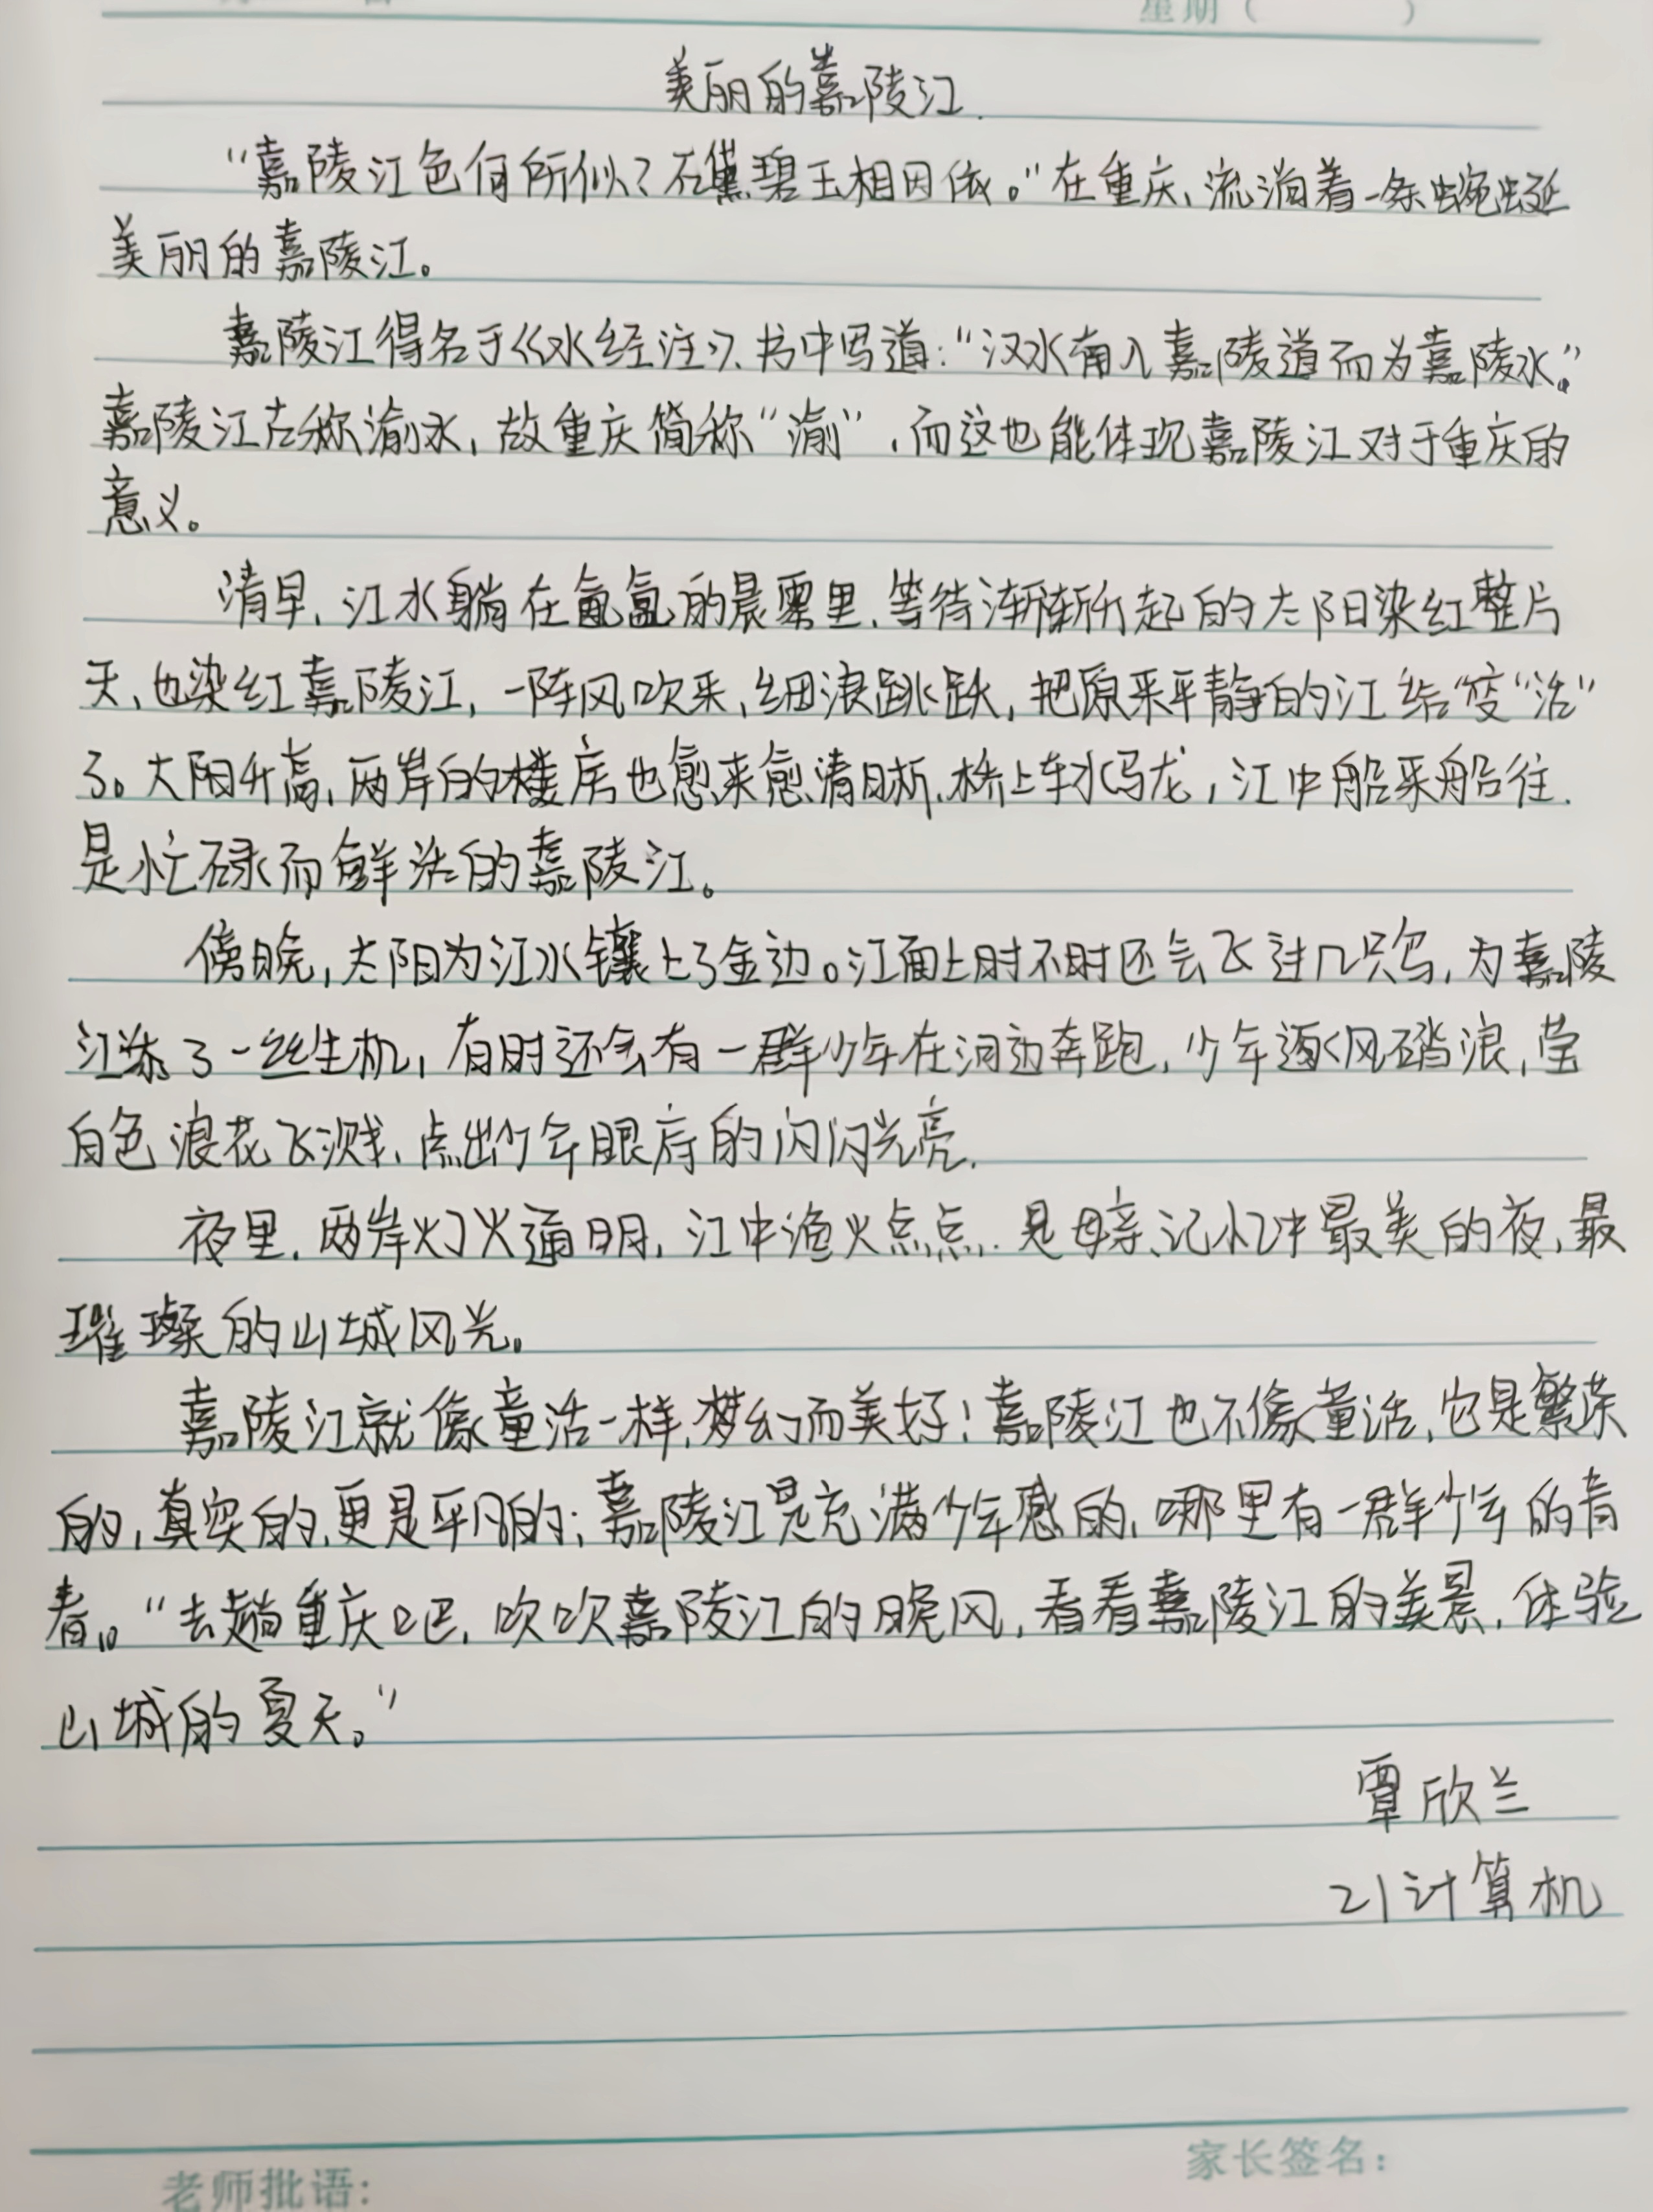 星期（　　）
美丽的嘉陵江.
“嘉陵江色何所似？石黛碧玉相因依。”在重庆，流淌着一条蜿蜒
美丽的嘉陵江。
嘉陵江得名于《水经注》，书中写道：“汉水南入嘉陵道而为嘉陵水。”
嘉陵江古称渝水，故重庆简称“渝”，而这也能体现嘉陵江对于重庆的
意义。
清早，江水躺在氤氲的晨雾里，等待渐渐升起的太阳染红整片
天，也染红嘉陵江，一阵风吹来，细浪跳跃，把原来平静的江给“变“活”
了。太阳升高，两岸的楼房也愈来愈清晰，桥上车水马龙，江中船来船往.
是忙碌而鲜活的嘉陵江。
傍晚，太阳为江水镶上了金边。江面上时不时还会飞过几只鸟，为嘉陵
江添了一丝生机，有时还会有一群少年在河边奔跑，少年逐风踏浪，莹
白色浪花飞溅，点出少年眼底的闪闪光亮.
夜里，两岸灯火通明，江中渔火点点，是母亲记忆中最美的夜，最
璀璨的山城风光。
嘉陵江就像童话一样，梦幻而美好！嘉陵江也不像童话，它是繁荣
的，真实的，更是平凡的；嘉陵江是充满少年感的，哪里有一群少年的青
春。“去趟重庆吧，吹吹嘉陵江的晚风，看看嘉陵江的美景，体验
山城的夏天。”
覃欣兰
21计算机
家长签名：
老师批语：